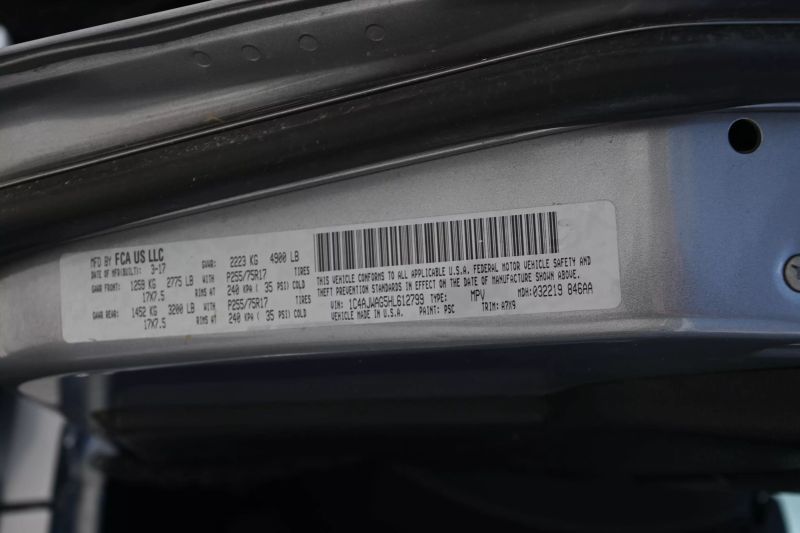 MFD BY FCA US LLC
DATE OF MFR(BUILT): 3-17 GVWR: 2223 KG 4900 LB
GAWR FRONT: 1259 KG 2775 LB WITH P255/75R17 TIRES
17X7.5 RIMS AT 240 KPA ( 35 PSI) COLD
GAWR REAR: 1452 KG 3200 LB WITH P255/75R17 TIRES
17X7.5 RIMS AT 240 KPA ( 35 PSI) COLD
THIS VEHICLE CONFORMS TO ALL APPLICABLE U.S.A. FEDERAL MOTOR VEHICLE SAFETY AND
THEFT PREVENTION STANDARDS IN EFFECT ON THE DATE OF MANUFACTURE SHOWN ABOVE.
VIN: 1C4AJWAG5HL612799 TYPE: MPV MDH: 032219 846AA
VEHICLE MADE IN U.S.A. PAINT: PSC TRIM: A7X9